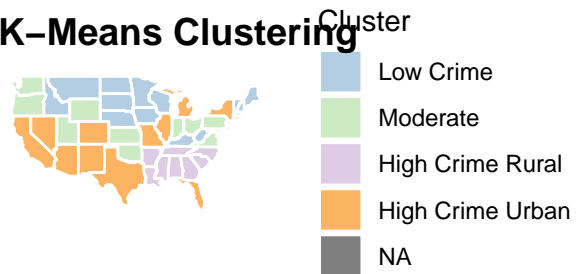 K–Means Clustering
Cluster
Low Crime
Moderate
High Crime Rural
High Crime Urban
NA